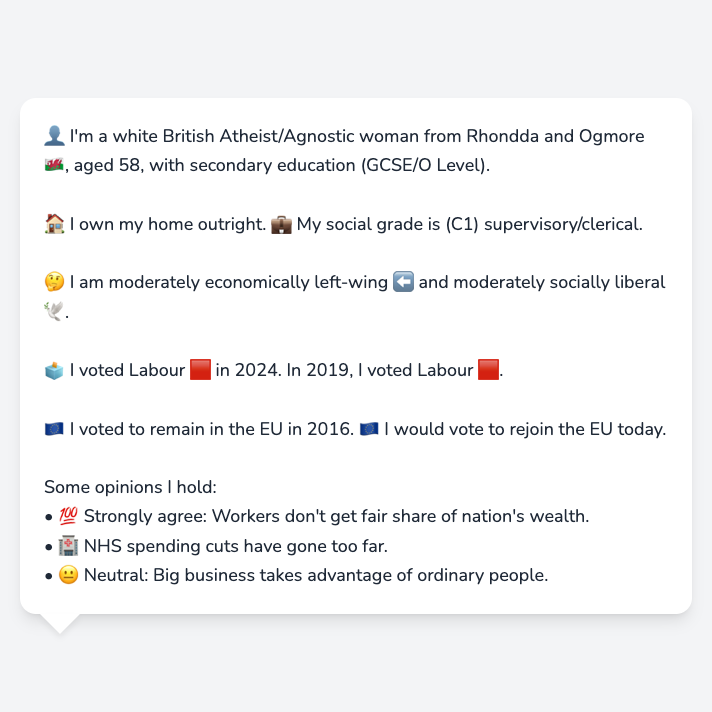 👤 I'm a white British Atheist/Agnostic woman from Rhondda and Ogmore
🏴󠁧󠁢󠁷󠁬󠁳󠁿, aged 58, with secondary education (GCSE/O Level).
🏠 I own my home outright. 💼 My social grade is (C1) supervisory/clerical.
🤔 I am moderately economically left-wing ⬅️ and moderately socially liberal
🕊️.
🗳️ I voted Labour 🟥 in 2024. In 2019, I voted Labour 🟥.
🇪🇺 I voted to remain in the EU in 2016. 🇪🇺 I would vote to rejoin the EU today.
Some opinions I hold:
• 💯 Strongly agree: Workers don't get fair share of nation's wealth.
• 🏥 NHS spending cuts have gone too far.
• 😐 Neutral: Big business takes advantage of ordinary people.